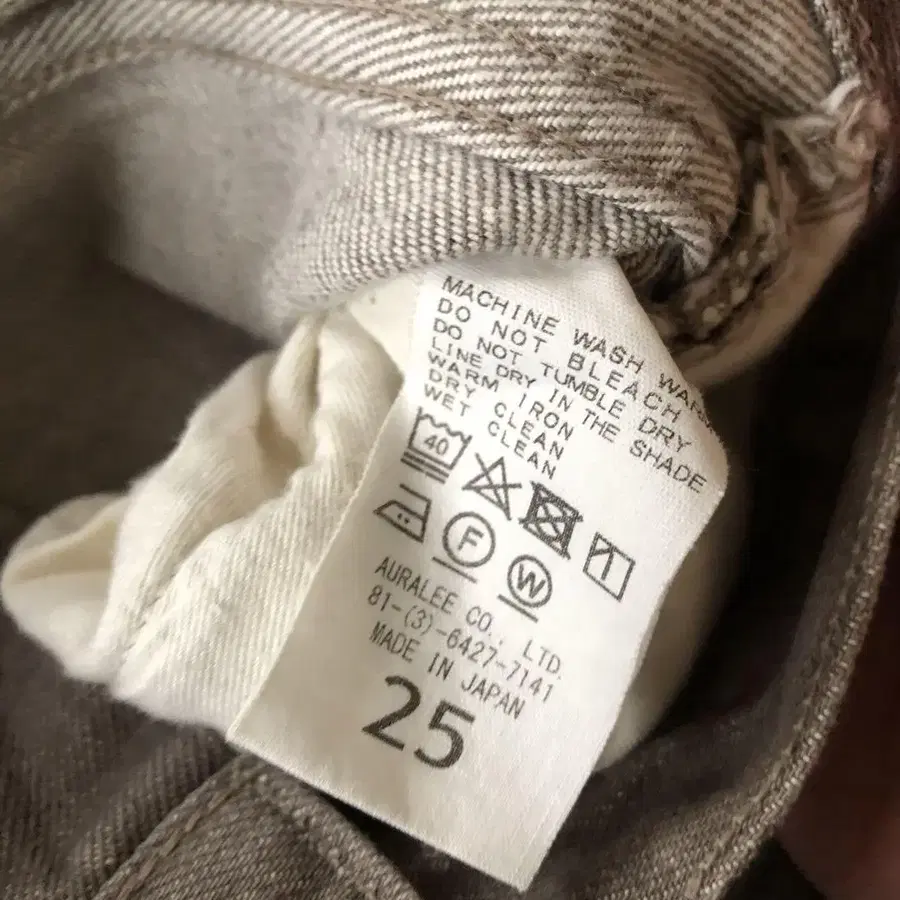 MACHINE WASH WARM
DO NOT BLEACH
DO NOT TUMBLE DRY
LINE DRY IN THE SHADE
WARM IRON
DRY CLEAN
WET CLEAN
40
F
W
AURALEE CO., LTD.
81-(3)-6427-7141
MADE IN JAPAN
25